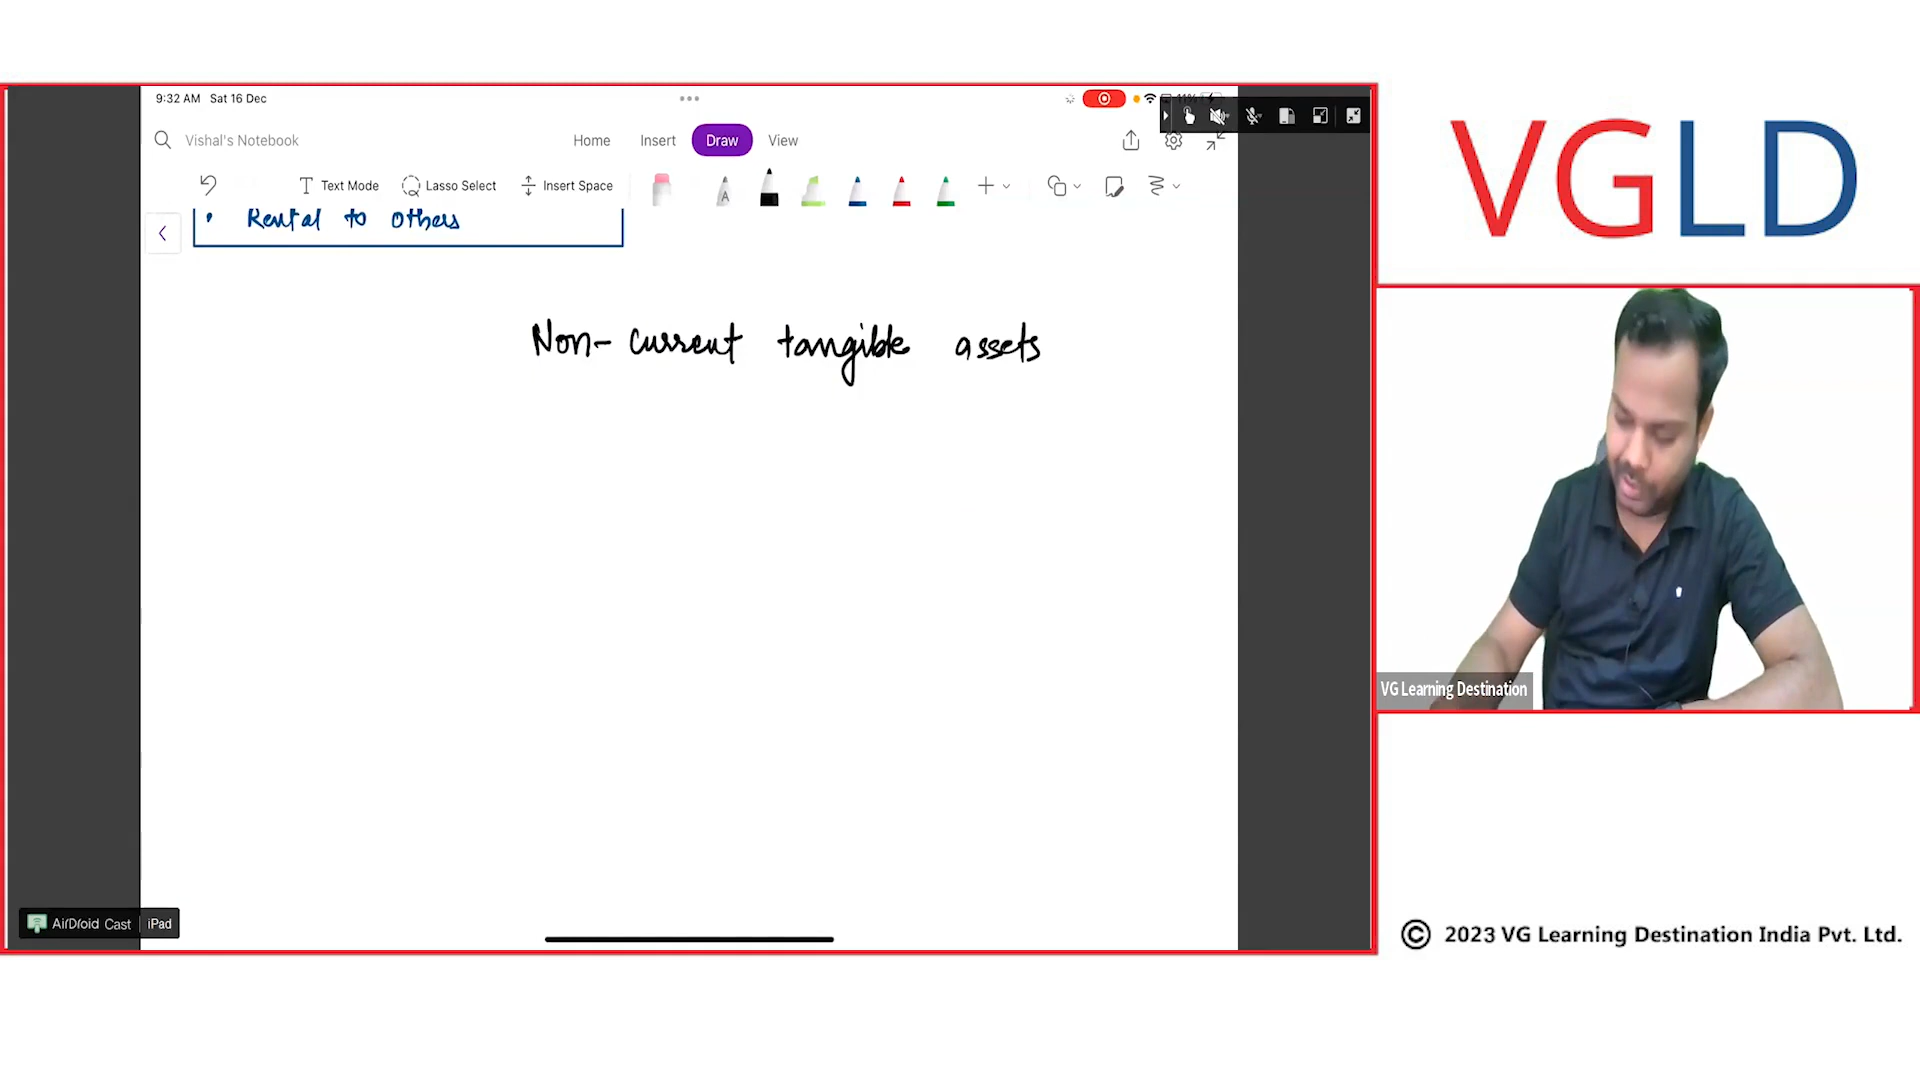 9:32 AM Sat 16 Dec
11%
Vishal's Notebook
Home Insert Draw View
Text Mode Lasso Select Insert Space
A
• Rental to others
Non-current tangible assets
VGLD
VG Learning Destination
AirDroid Cast iPad
© 2023 VG Learning Destination India Pvt. Ltd.